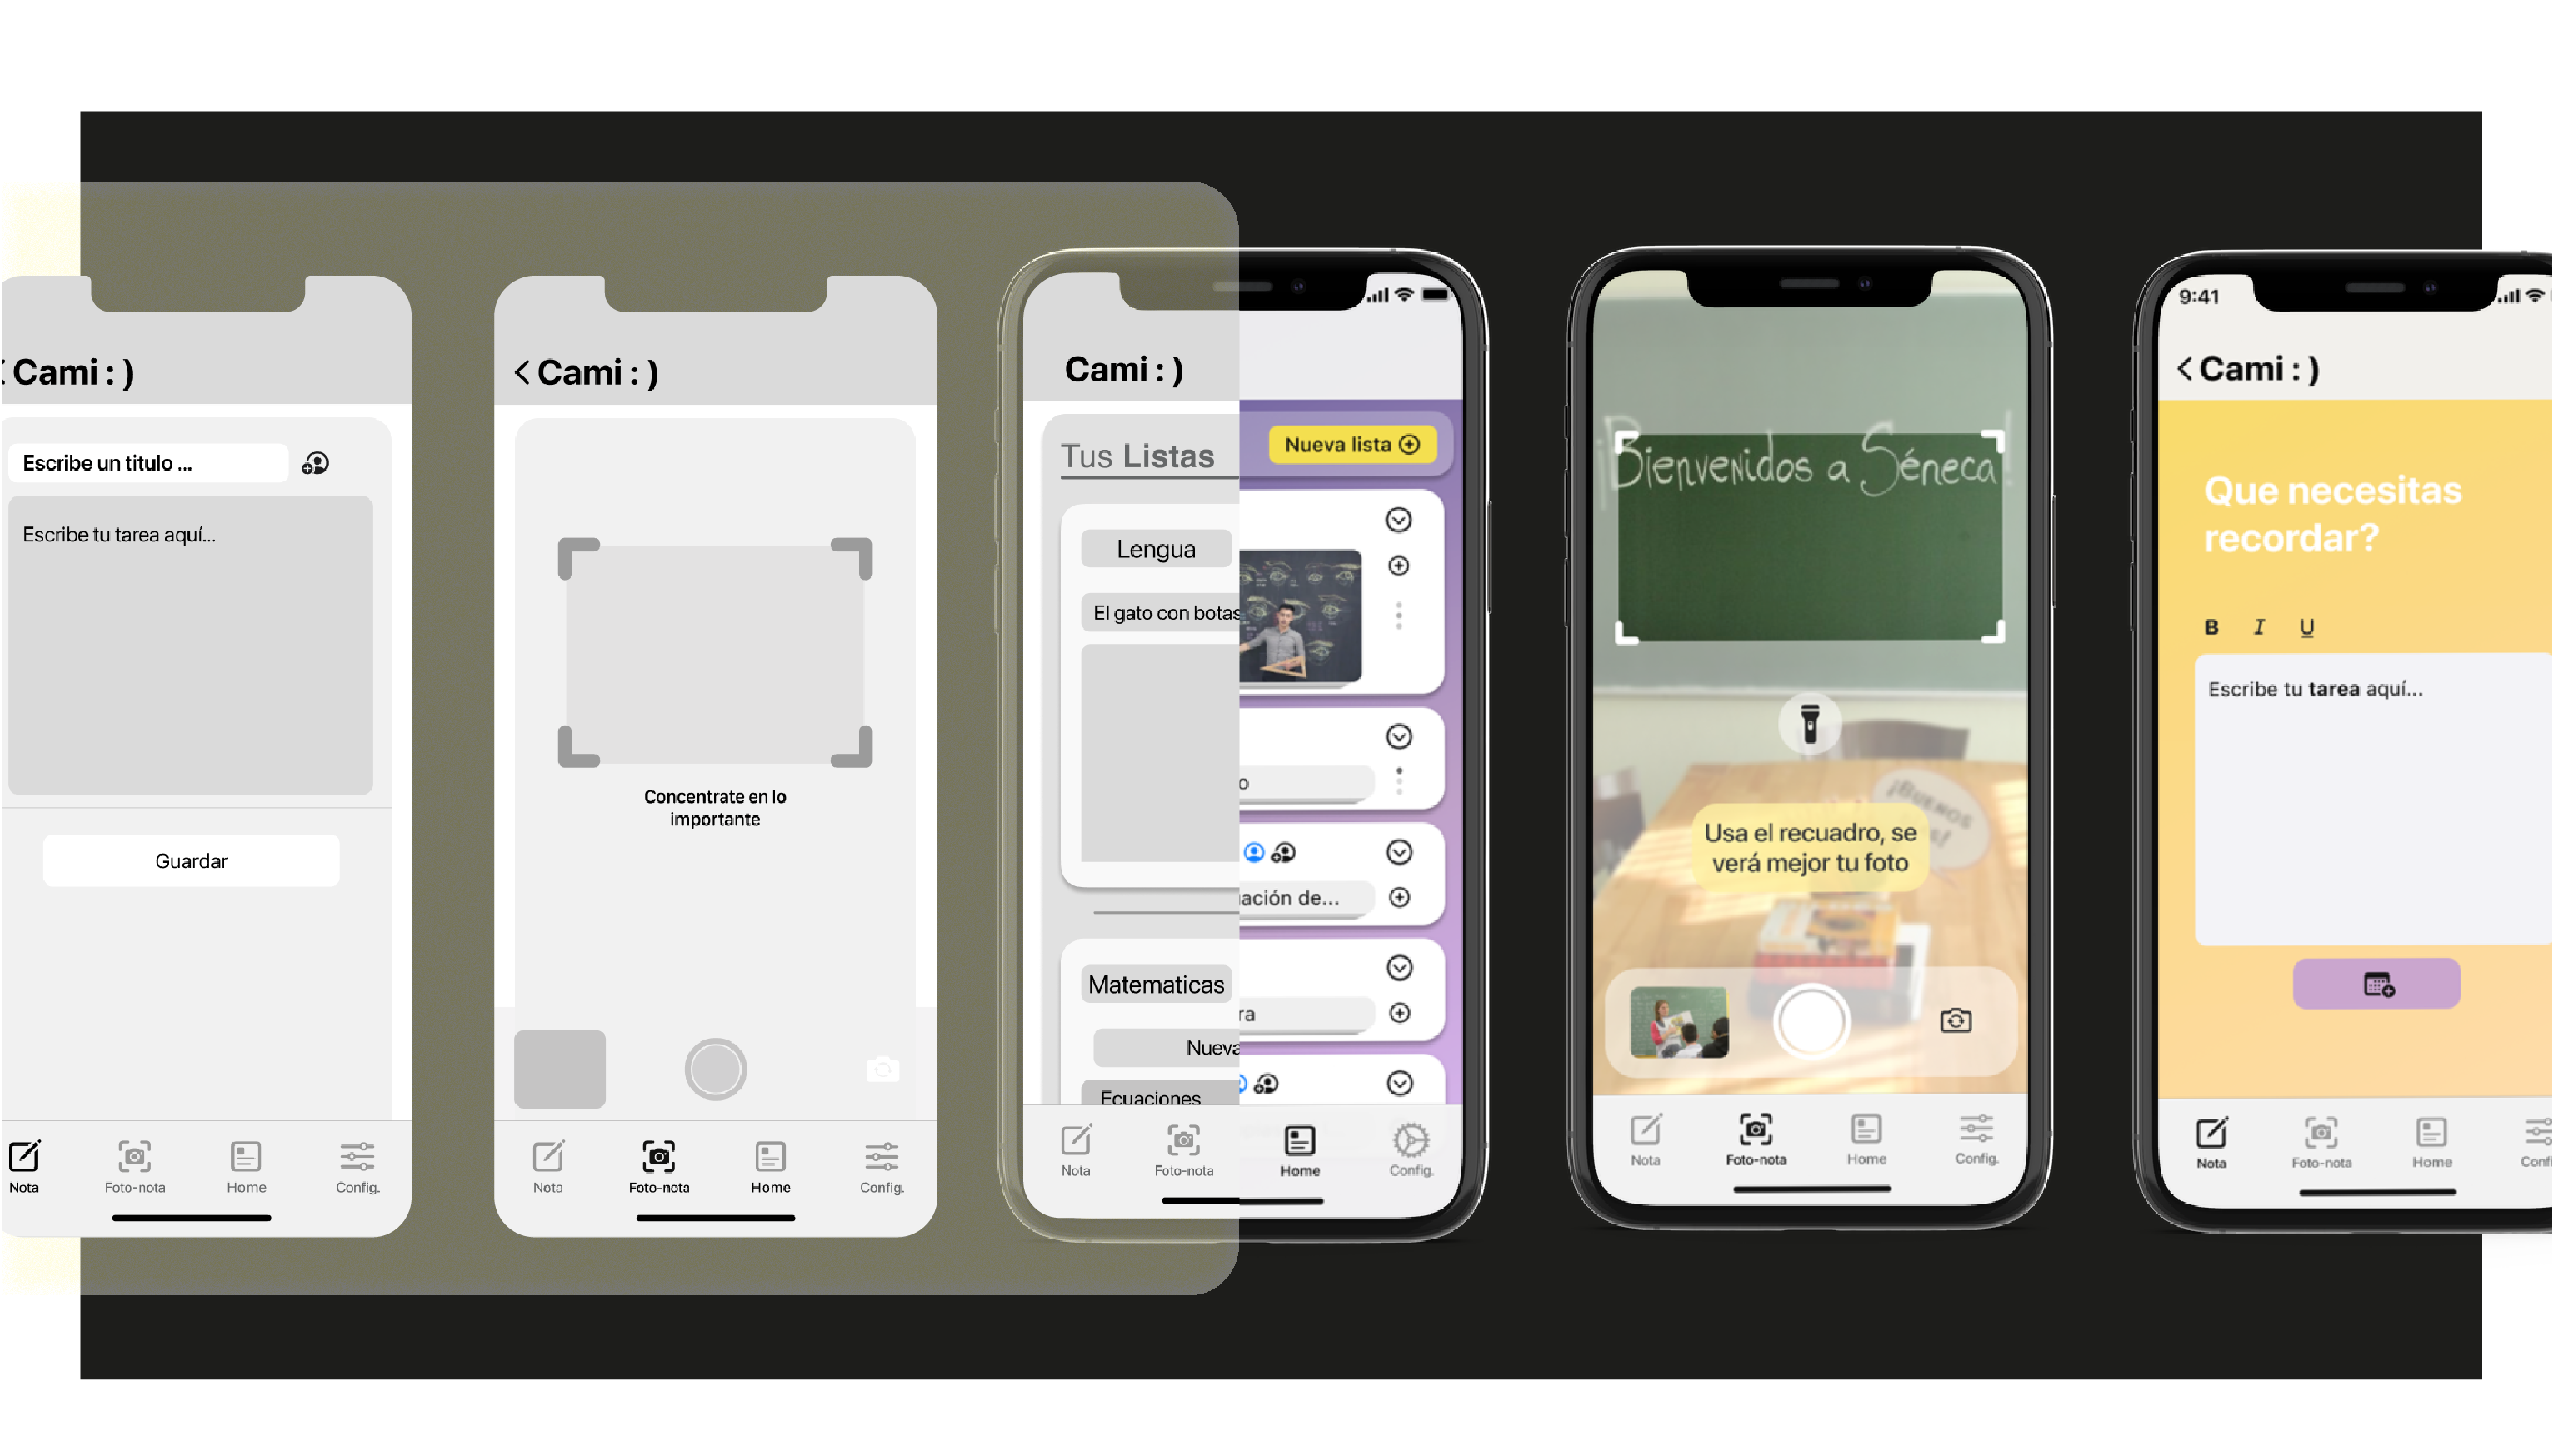 Cami : )
Escribe un titulo ...
Escribe tu tarea aquí...
Guardar
Nota
Foto-nota
Home
Config.
Cami : )
Concentrate en lo
importante
Nota
Foto-nota
Home
Config.
Cami : )
Tus Listas
Nueva lista
Lengua
El gato con botas
o
ación de...
Matematicas
ra
Nueva
Ecuaciones
Nota
Foto-nota
Home
Config.
¡Bienvenidos a Séneca!
¡BUENOS
Usa el recuadro, se
verá mejor tu foto
Nota
Foto-nota
Home
Config.
9:41
Cami : )
Que necesitas
recordar?
B I U
Escribe tu tarea aquí...
Nota
Foto-nota
Home
Confi